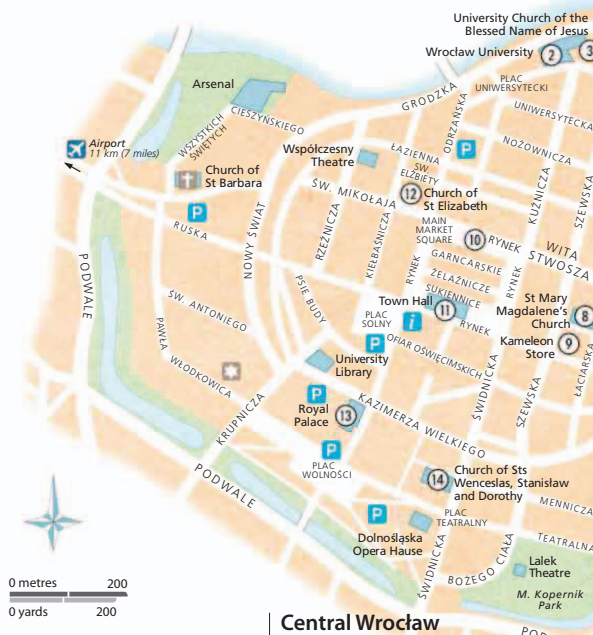 University Church of the
Blessed Name of Jesus
Wrocław University
2
3
PLAC
UNIWERSYTECKI
Arsenal
GRODZKA
UNIWERSYTECKA
CIESZYŃSKIEGO
ODRZAŃSKA
WSZYSTKICH
ŚWIĘTYCH
Airport
11 km (7 miles)
Współczesny
Theatre
ŁAZIENNA
P
NOŻOWNICZA
ŚW.
ELŻBIETY
KUŹNICZA
SZEWSKA
Church of
St Barbara
ŚW. MIKOŁAJA
12
Church of
St Elizabeth
P
RUSKA
NOWY ŚWIAT
RZEŹNICZA
KIEŁBAŚNICZA
MAIN
MARKET
SQUARE
10
RYNEK
WITA
STWOSZA
GARNCARSKIE
RYNEK
ŻELAŹNICZE
RYNEK
SUKIENNICE
PODWALE
PSIE BUDY
ŚW. ANTONIEGO
Town Hall
11
St Mary
Magdalene's
Church
8
PLAC
SOLNY
i
RYNEK
PAWŁA
WŁODKOWICA
P
OFIAR OŚWIĘCIMSKICH
Kameleon
Store
9
University
Library
ŁACIARSKA
ŚWIDNICKA
SZEWSKA
P
Royal
Palace
13
KAZIMIERZA WIELKIEGO
KRUPNICZA
P
PLAC
WOLNOŚCI
PODWALE
14
Church of Sts
Wenceslas, Stanisław
and Dorothy
MENNICZA
P
PLAC
TEATRALNY
Dolnośląska
Opera Hause
TEATRALNA
ŚWIDNICKA
BOŻEGO CIAŁA
Lalek
Theatre
M. Kopernik
Park
0 metres 200
0 yards 200
Central Wrocław